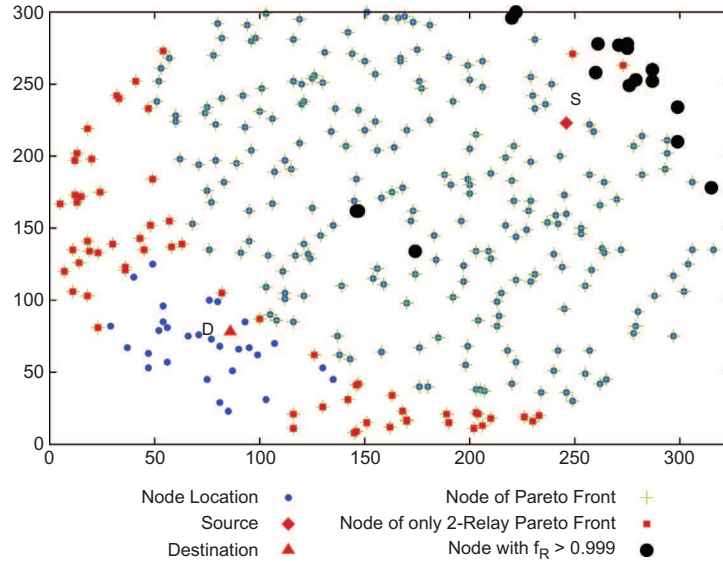 300
250
200
150
100
50
0
S
D
0 50 100 150 200 250 300
Node Location
Source
Destination
Node of Pareto Front
Node of only 2-Relay Pareto Front
Node with f_R > 0.999